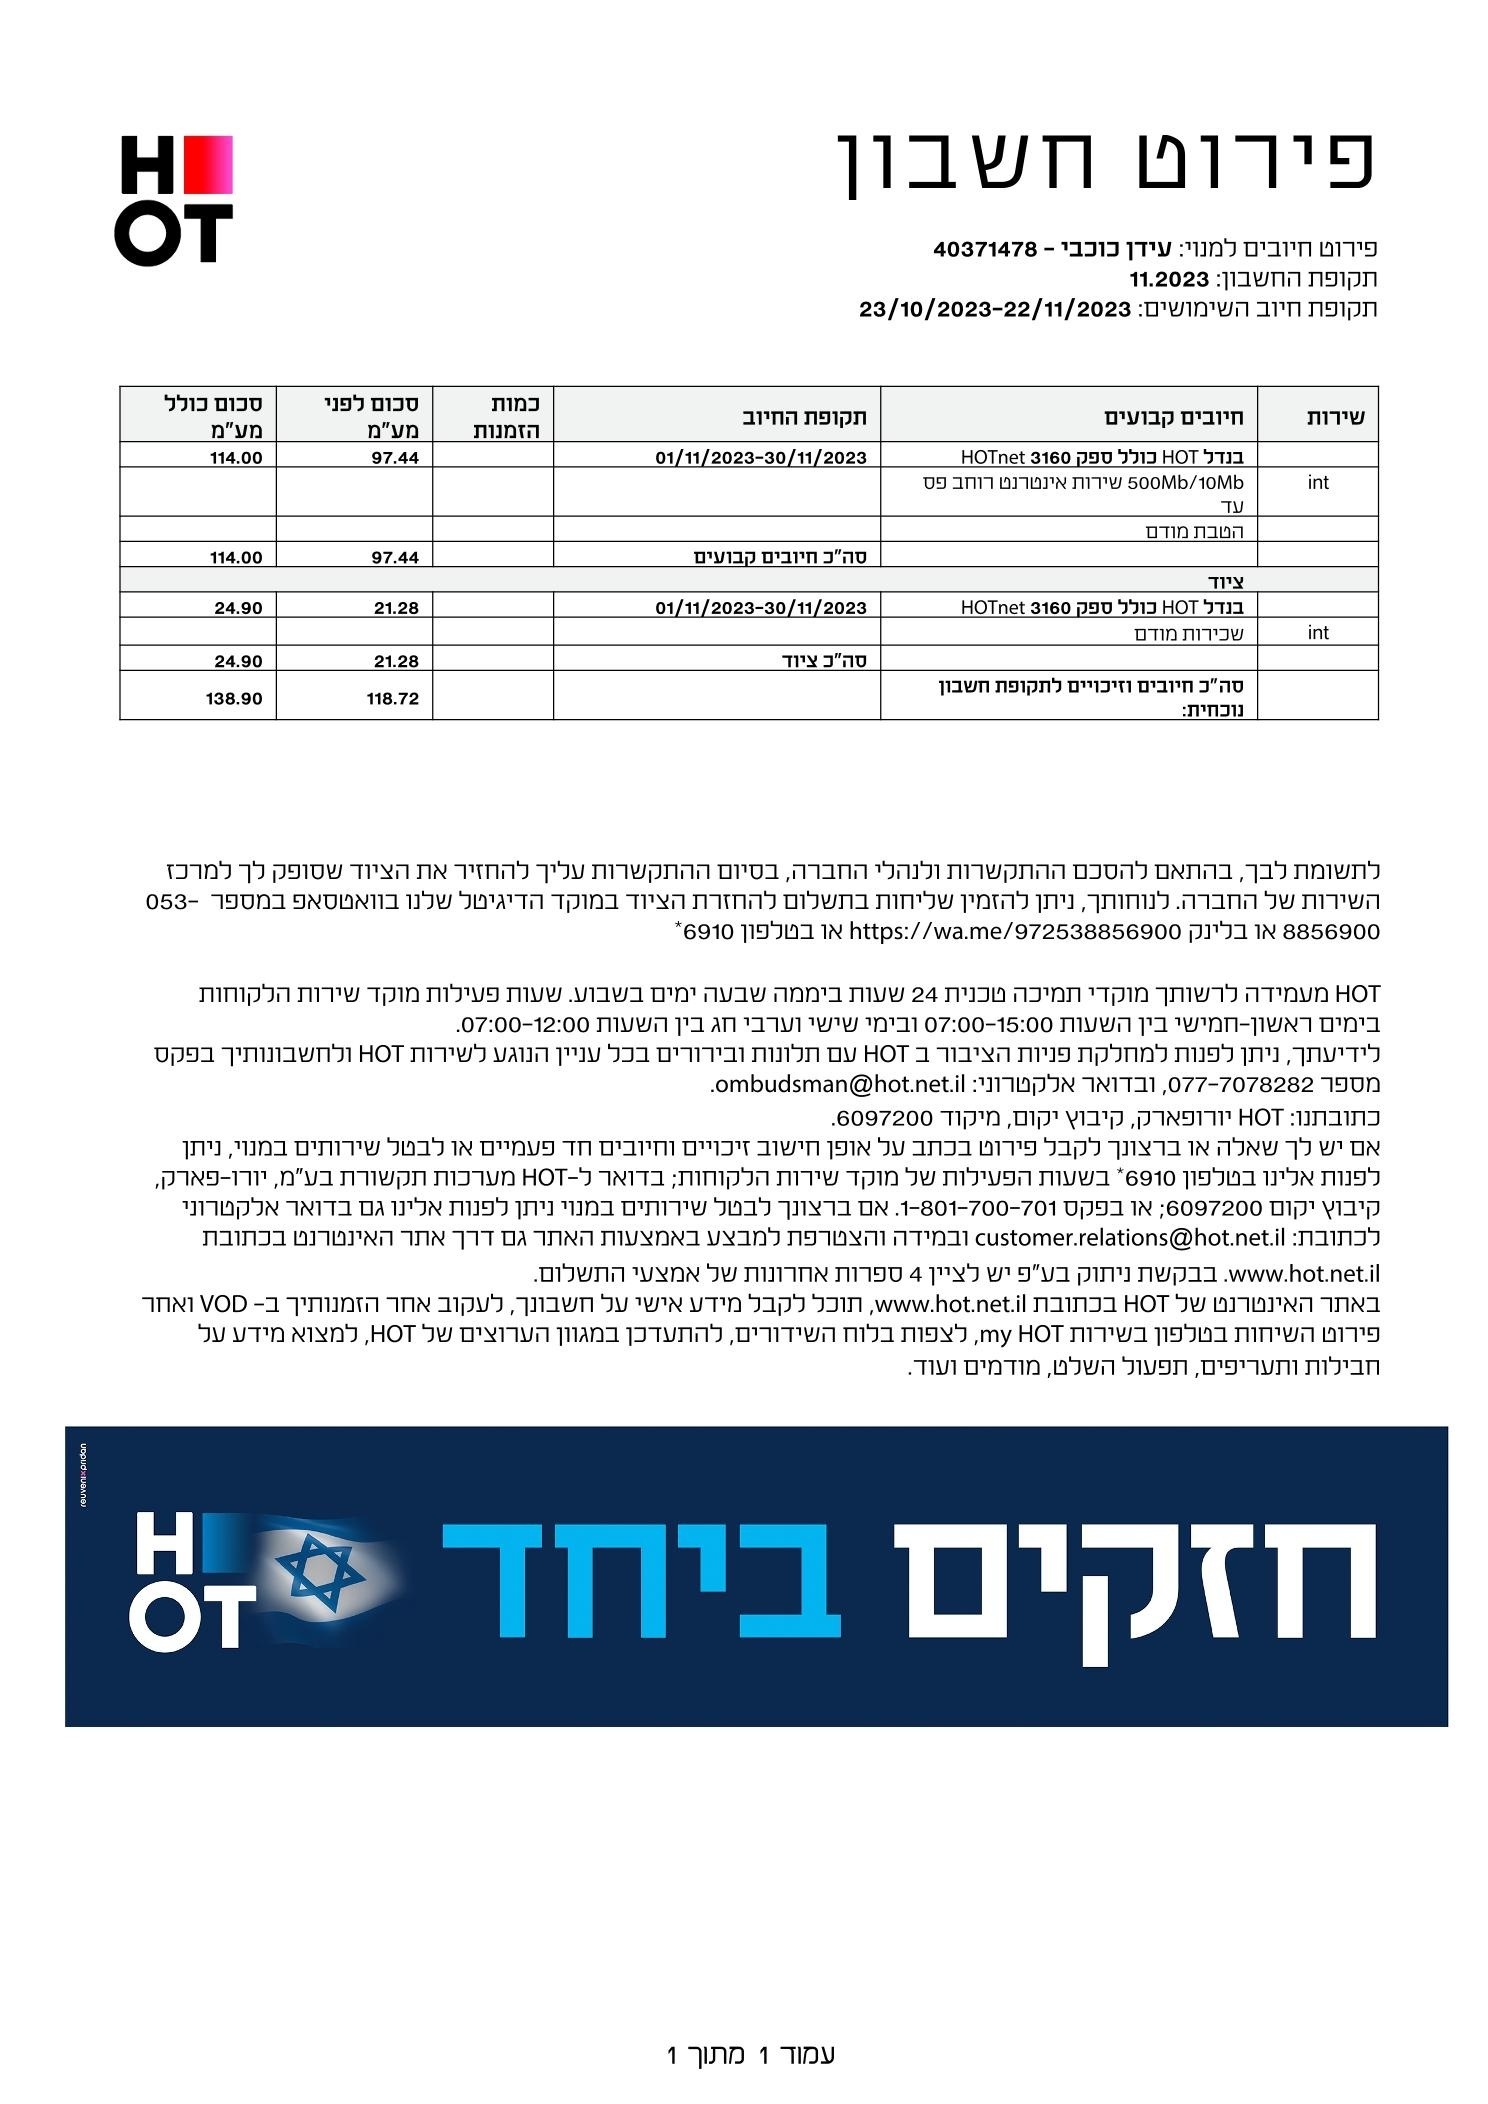 HOT
פירוט חשבון
פירוט חיובים למנוי: עידן כוכבי - 40371478
תקופת החשבון: 11.2023
תקופת חיוב השימושים: 23/10/2023-22/11/2023
שירות חיובים קבועים תקופת החיוב כמות הזמנות סכום לפני מע"מ סכום כולל מע"מ
בנדל HOT כולל ספק 3160 HOTnet 01/11/2023-30/11/2023 97.44 114.00
int 500Mb/10Mb שירות אינטרנט רוחב פס
עד
הטבת מודם
סה"כ חיובים קבועים 97.44 114.00
ציוד
בנדל HOT כולל ספק 3160 HOTnet 01/11/2023-30/11/2023 21.28 24.90
int שכירות מודם
סה"כ ציוד 21.28 24.90
סה"כ חיובים וזיכויים לתקופת חשבון
נוכחית: 118.72 138.90
לתשומת לבך, בהתאם להסכם ההתקשרות ולנהלי החברה, בסיום ההתקשרות עליך להחזיר את הציוד שסופק לך למרכז
השירות של החברה. לנוחותך, ניתן להזמין שליחות בתשלום להחזרת הציוד במוקד הדיגיטל שלנו בוואטסאפ במספר 053-
8856900 או בלינק https://wa.me/972538856900 או בטלפון 6910*
HOT מעמידה לרשותך מוקדי תמיכה טכנית 24 שעות ביממה שבעה ימים בשבוע. שעות פעילות מוקד שירות הלקוחות
בימים ראשון-חמישי בין השעות 07:00-15:00 ובימי שישי וערבי חג בין השעות 07:00-12:00.
לידיעתך, ניתן לפנות למחלקת פניות הציבור ב HOT עם תלונות ובירורים בכל עניין הנוגע לשירות HOT ולחשבונותיך בפקס
מספר 077-7078282, ובדואר אלקטרוני: ombudsman@hot.net.il.
כתובתנו: HOT יורופארק, קיבוץ יקום, מיקוד 6097200.
אם יש לך שאלה או ברצונך לקבל פירוט בכתב על אופן חישוב זיכויים וחיובים חד פעמיים או לבטל שירותים במנוי, ניתן
לפנות אלינו בטלפון 6910* בשעות הפעילות של מוקד שירות הלקוחות; בדואר ל-HOT מערכות תקשורת בע"מ, יורו-פארק,
קיבוץ יקום 6097200; או בפקס 1-801-700-701. אם ברצונך לבטל שירותים במנוי ניתן לפנות אלינו גם בדואר אלקטרוני
לכתובת: customer.relations@hot.net.il ובמידה והצטרפת למבצע באמצעות האתר גם דרך אתר האינטרנט בכתובת
www.hot.net.il. בבקשת ניתוק בע"פ יש לציין 4 ספרות אחרונות של אמצעי התשלום.
באתר האינטרנט של HOT בכתובת www.hot.net.il, תוכל לקבל מידע אישי על חשבונך, לעקוב אחר הזמנותיך ב- VOD ואחר
פירוט השיחות בטלפון בשירות my HOT, לצפות בלוח השידורים, להתעדכן במגוון הערוצים של HOT, למצוא מידע על
חבילות ותעריפים, תפעול השלט, מודמים ועוד.
reuveni×pridan
חזקים ביחד HOT
עמוד 1 מתוך 1